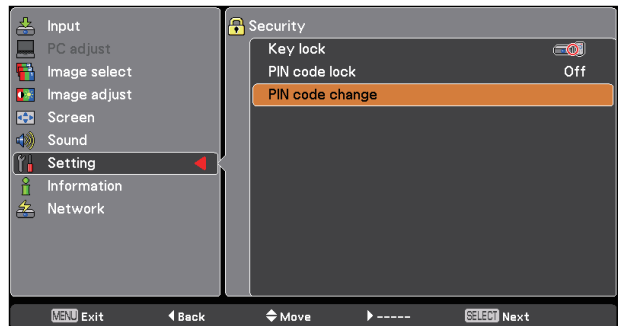 Input
PC adjust
Image select
Image adjust
Screen
Sound
Setting
Information
Network
Security
Key lock
PIN code lock Off
PIN code change
MENU Exit Back Move ----- SELECT Next